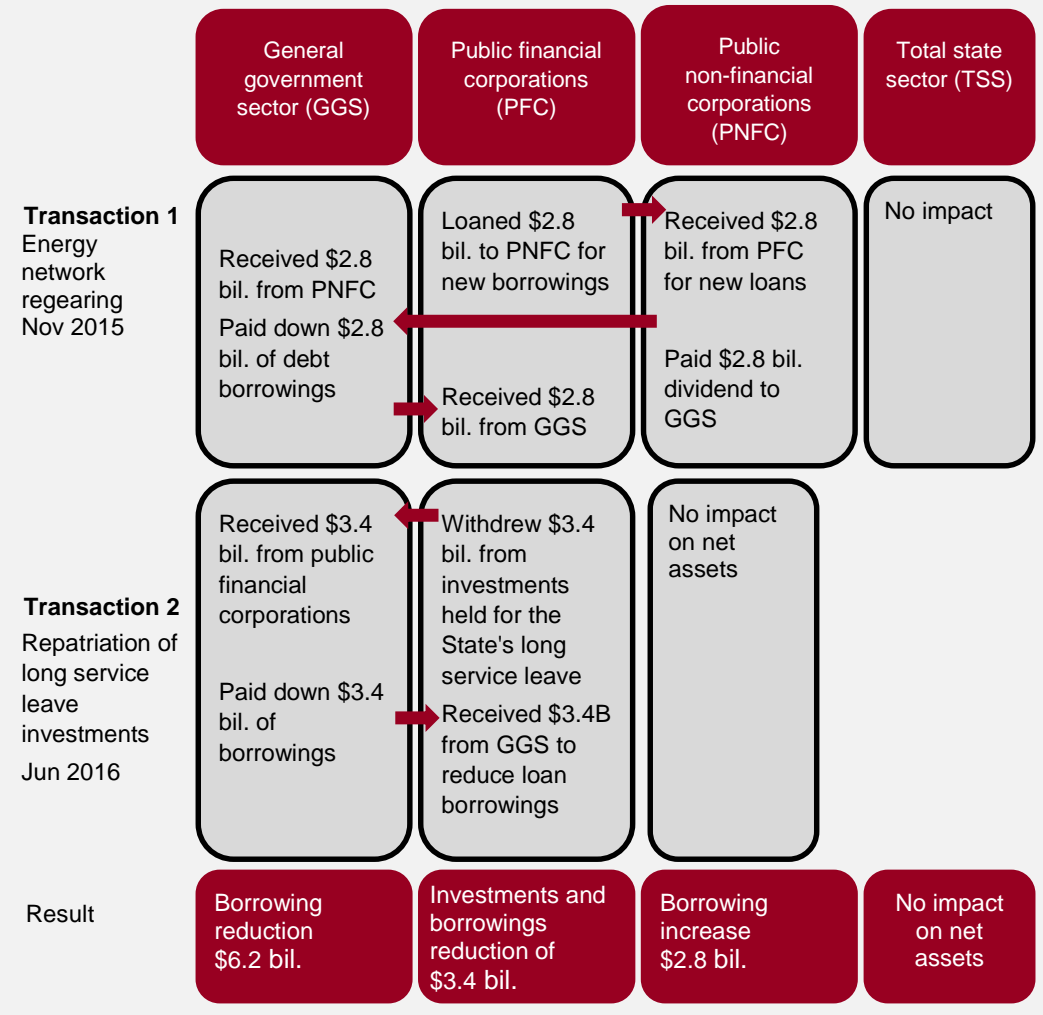 General
government
sector (GGS)
Public financial
corporations
(PFC)
Public
non-financial
corporations
(PNFC)
Total state
sector (TSS)
Transaction 1
Energy
network
regearing
Nov 2015
Received $2.8
bil. from PNFC
Paid down $2.8
bil. of debt
borrowings
Loaned $2.8
bil. to PNFC for
new borrowings
Received $2.8
bil. from GGS
Received $2.8
bil. from PFC
for new loans
Paid $2.8 bil.
dividend to
GGS
No impact
Transaction 2
Repatriation of
long service
leave
investments
Jun 2016
Received $3.4
bil. from public
financial
corporations
Paid down $3.4
bil. of
borrowings
Withdrew $3.4
bil. from
investments
held for the
State's long
service leave
Received $3.4B
from GGS to
reduce loan
borrowings
No impact
on net
assets
Result
Borrowing
reduction
$6.2 bil.
Investments and
borrowings
reduction of
$3.4 bil.
Borrowing
increase
$2.8 bil.
No impact
on net
assets